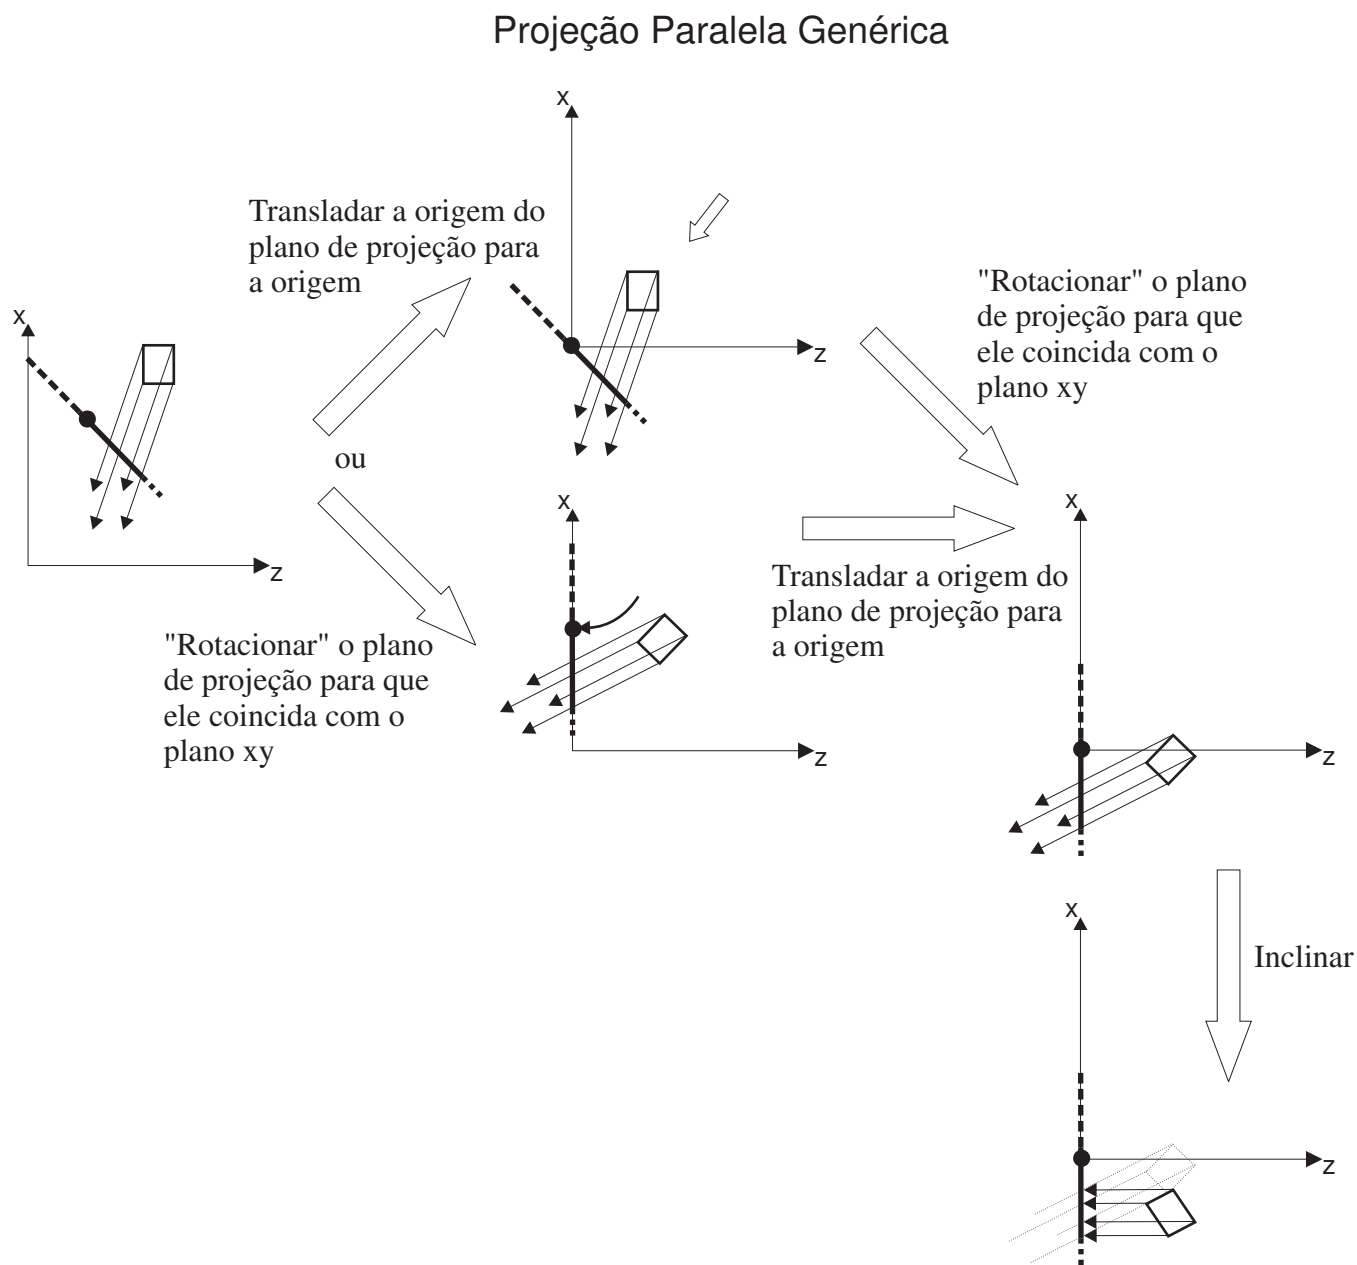 Projeção Paralela Genérica
x
Transladar a origem do
plano de projeção para
a origem
z
"Rotacionar" o plano
de projeção para que
ele coincida com o
plano xy
x
z
ou
x
z
"Rotacionar" o plano
de projeção para que
ele coincida com o
plano xy
Transladar a origem do
plano de projeção para
a origem
x
z
Inclinar
x
z